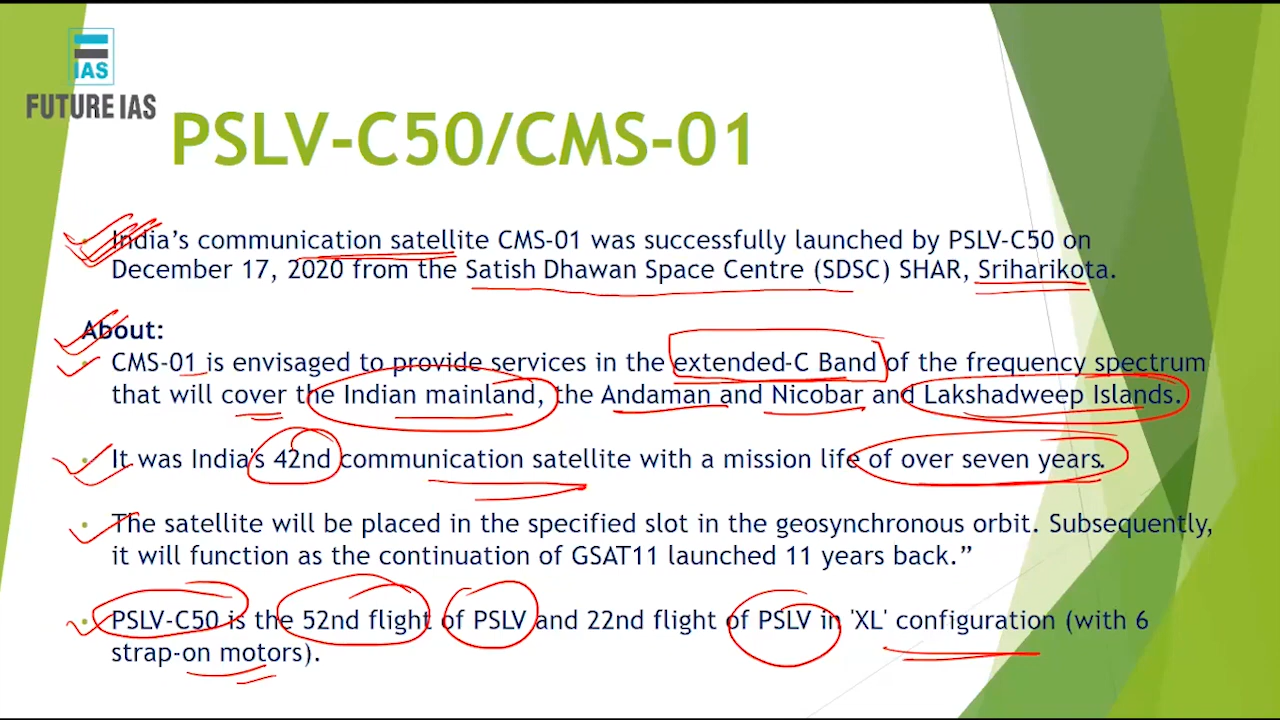 IAS
FUTURE IAS
PSLV-C50/CMS-01
India’s communication satellite CMS-01 was successfully launched by PSLV-C50 on
December 17, 2020 from the Satish Dhawan Space Centre (SDSC) SHAR, Sriharikota.
About:
CMS-01 is envisaged to provide services in the extended-C Band of the frequency spectrum
that will cover the Indian mainland, the Andaman and Nicobar and Lakshadweep Islands.
It was India's 42nd communication satellite with a mission life of over seven years.
The satellite will be placed in the specified slot in the geosynchronous orbit. Subsequently,
it will function as the continuation of GSAT11 launched 11 years back.”
PSLV-C50 is the 52nd flight of PSLV and 22nd flight of PSLV in 'XL' configuration (with 6
strap-on motors).